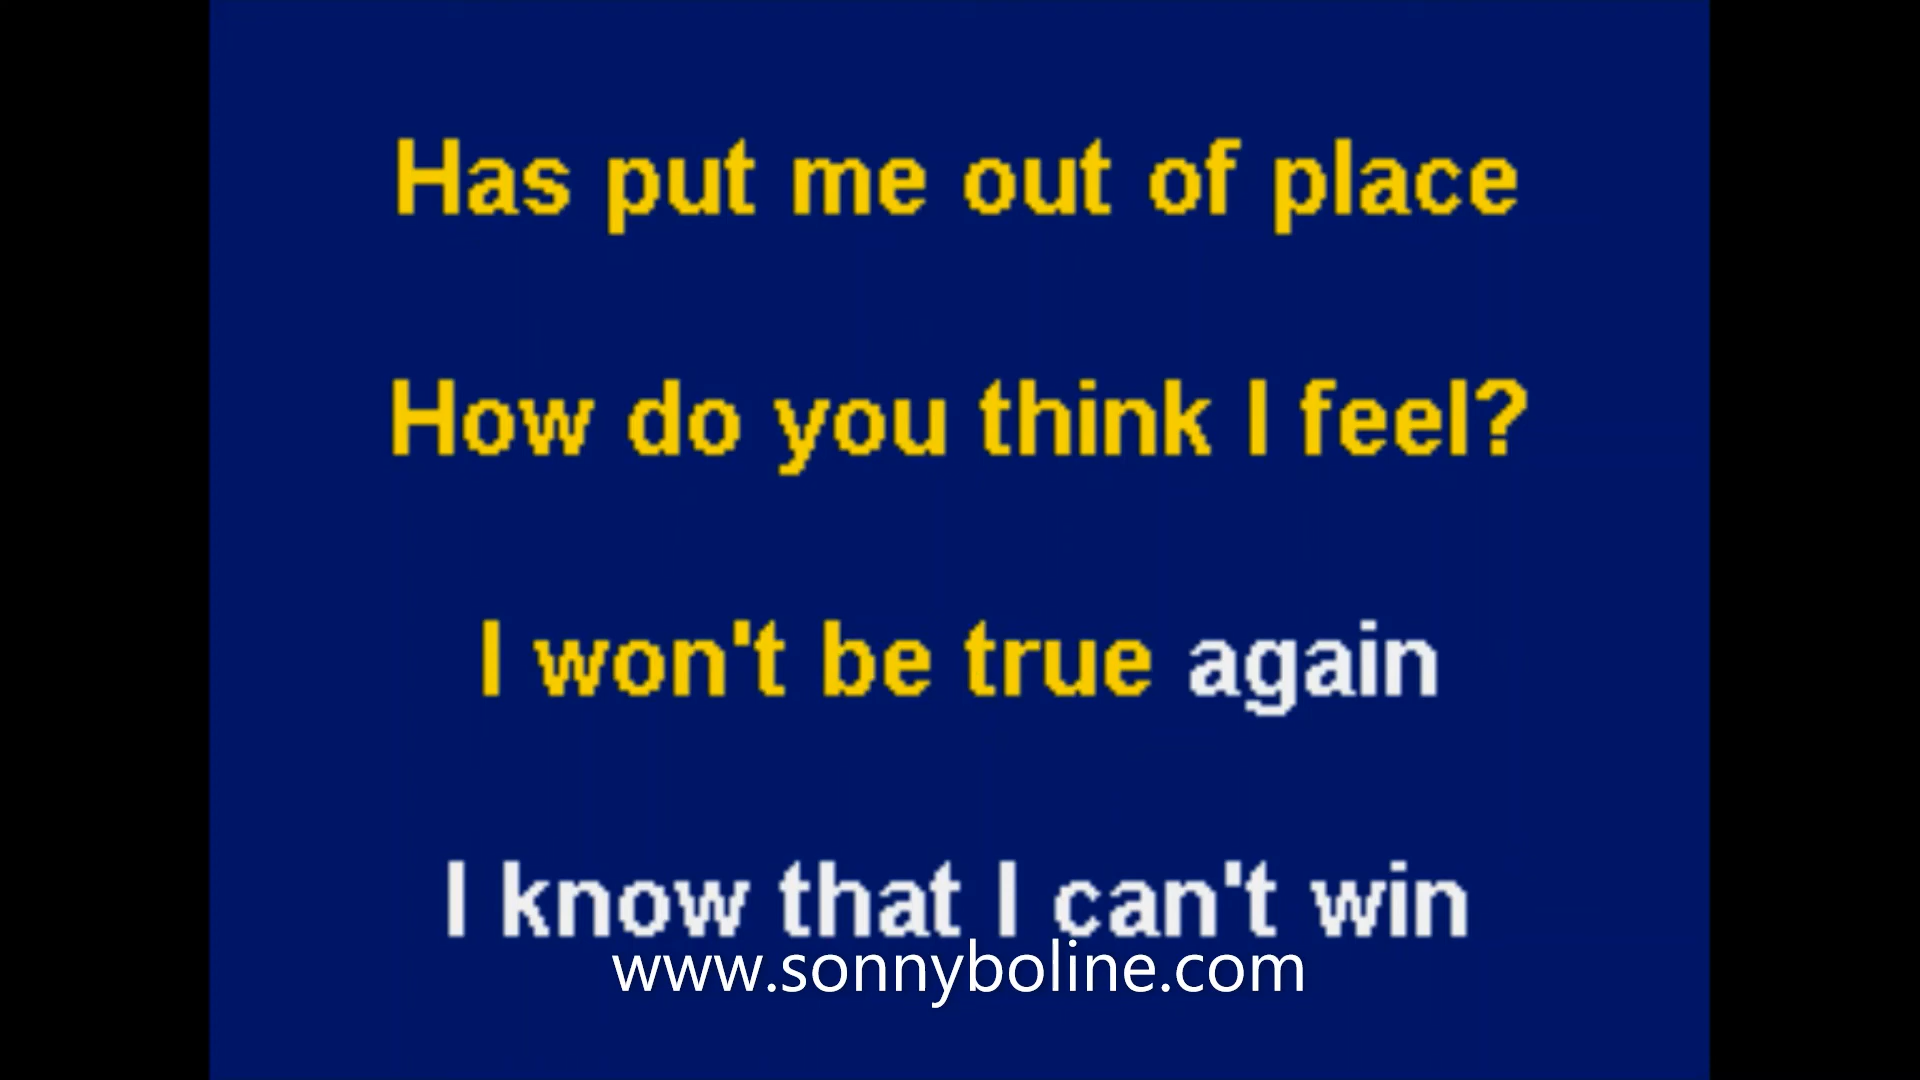 Has put me out of place
How do you think I feel?
I won't be true again
I know that I can't win
www.sonnyboline.com